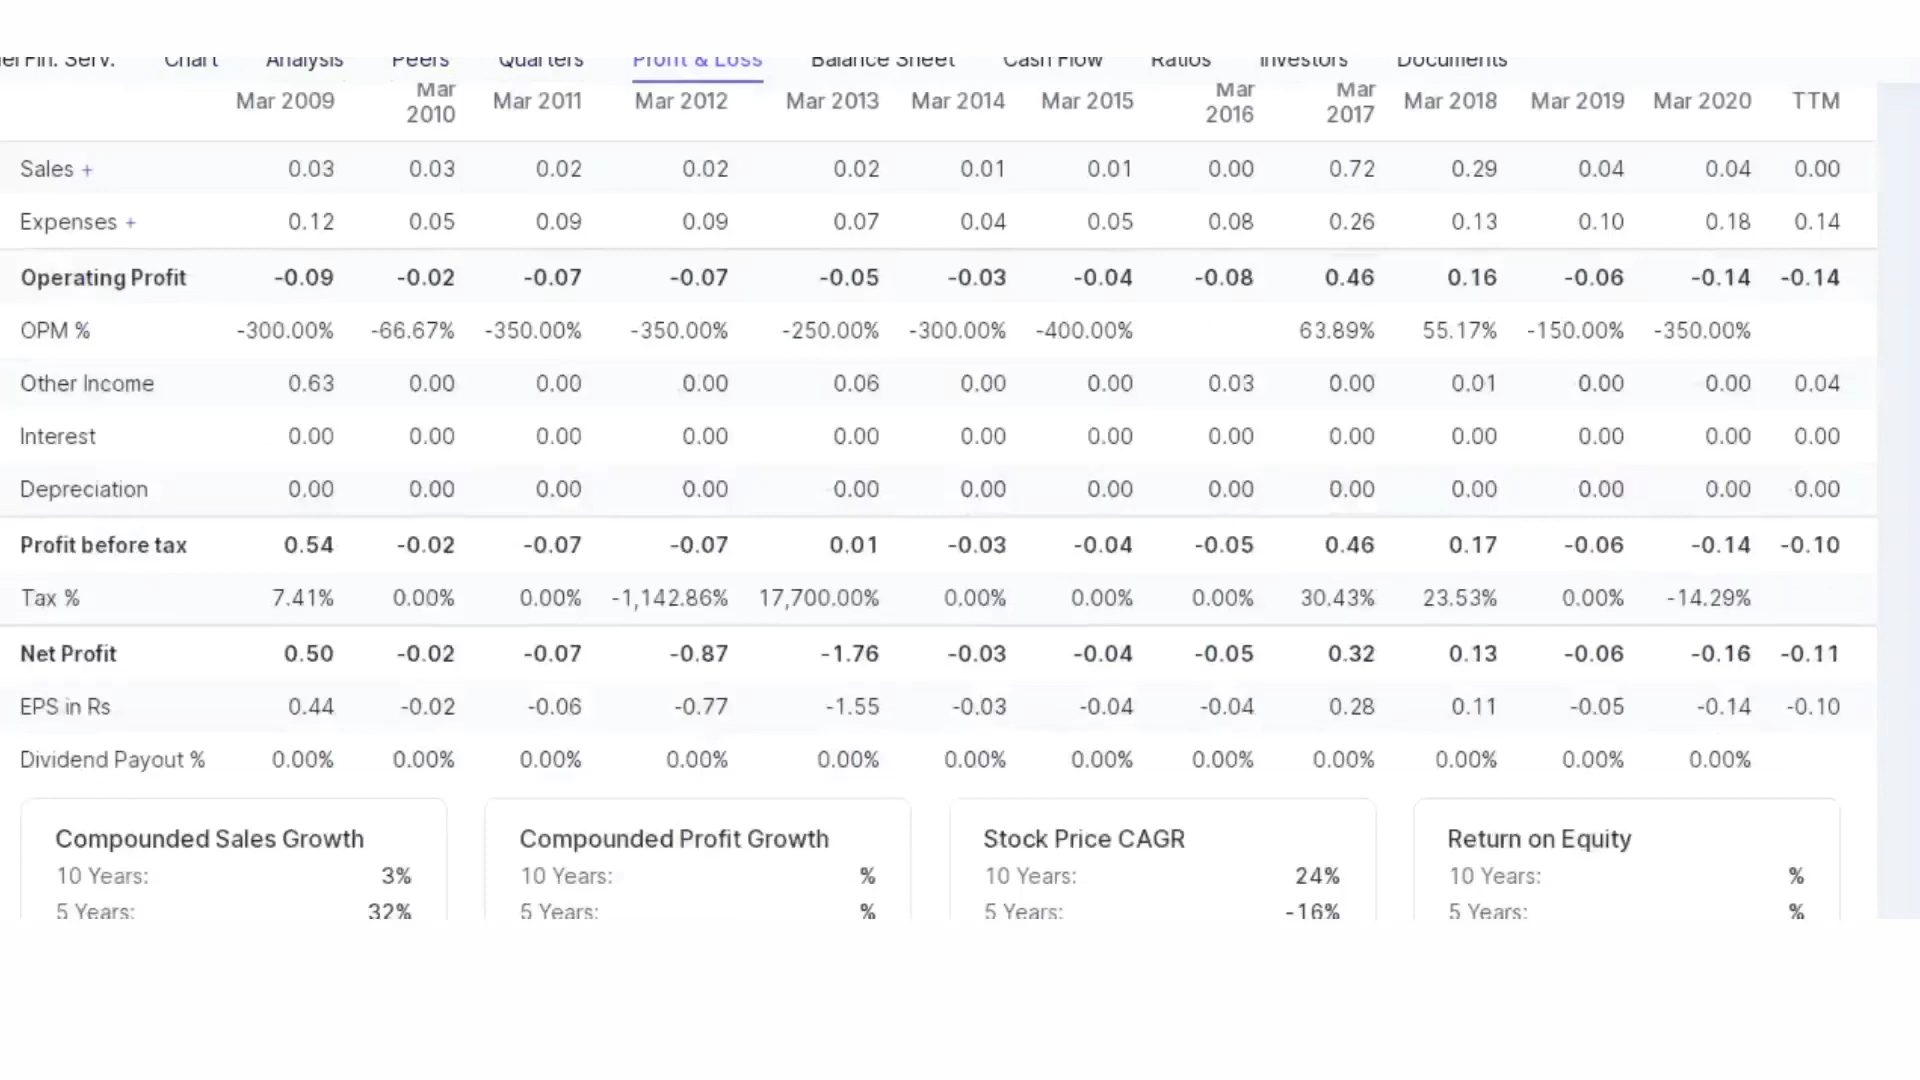 Fin. Serv. Chart Analysis Peers Quarters Profit & Loss Balance Sheet Cash Flow Ratios Investors Documents
Mar 2009 Mar 2010 Mar 2011 Mar 2012 Mar 2013 Mar 2014 Mar 2015 Mar 2016 Mar 2017 Mar 2018 Mar 2019 Mar 2020 TTM
Sales + 0.03 0.03 0.02 0.02 0.02 0.01 0.01 0.00 0.72 0.29 0.04 0.04 0.00
Expenses + 0.12 0.05 0.09 0.09 0.07 0.04 0.05 0.08 0.26 0.13 0.10 0.18 0.14
Operating Profit -0.09 -0.02 -0.07 -0.07 -0.05 -0.03 -0.04 -0.08 0.46 0.16 -0.06 -0.14 -0.14
OPM % -300.00% -66.67% -350.00% -350.00% -250.00% -300.00% -400.00% 63.89% 55.17% -150.00% -350.00%
Other Income 0.63 0.00 0.00 0.00 0.06 0.00 0.00 0.03 0.00 0.01 0.00 0.00 0.04
Interest 0.00 0.00 0.00 0.00 0.00 0.00 0.00 0.00 0.00 0.00 0.00 0.00 0.00
Depreciation 0.00 0.00 0.00 0.00 0.00 0.00 0.00 0.00 0.00 0.00 0.00 0.00 0.00
Profit before tax 0.54 -0.02 -0.07 -0.07 0.01 -0.03 -0.04 -0.05 0.46 0.17 -0.06 -0.14 -0.10
Tax % 7.41% 0.00% 0.00% -1,142.86% 17,700.00% 0.00% 0.00% 0.00% 30.43% 23.53% 0.00% -14.29%
Net Profit 0.50 -0.02 -0.07 -0.87 -1.76 -0.03 -0.04 -0.05 0.32 0.13 -0.06 -0.16 -0.11
EPS in Rs 0.44 -0.02 -0.06 -0.77 -1.55 -0.03 -0.04 -0.04 0.28 0.11 -0.05 -0.14 -0.10
Dividend Payout % 0.00% 0.00% 0.00% 0.00% 0.00% 0.00% 0.00% 0.00% 0.00% 0.00% 0.00% 0.00%
Compounded Sales Growth
10 Years: 3%
5 Years: 32%
Compounded Profit Growth
10 Years: %
5 Years: %
Stock Price CAGR
10 Years: 24%
5 Years: -16%
Return on Equity
10 Years: %
5 Years: %